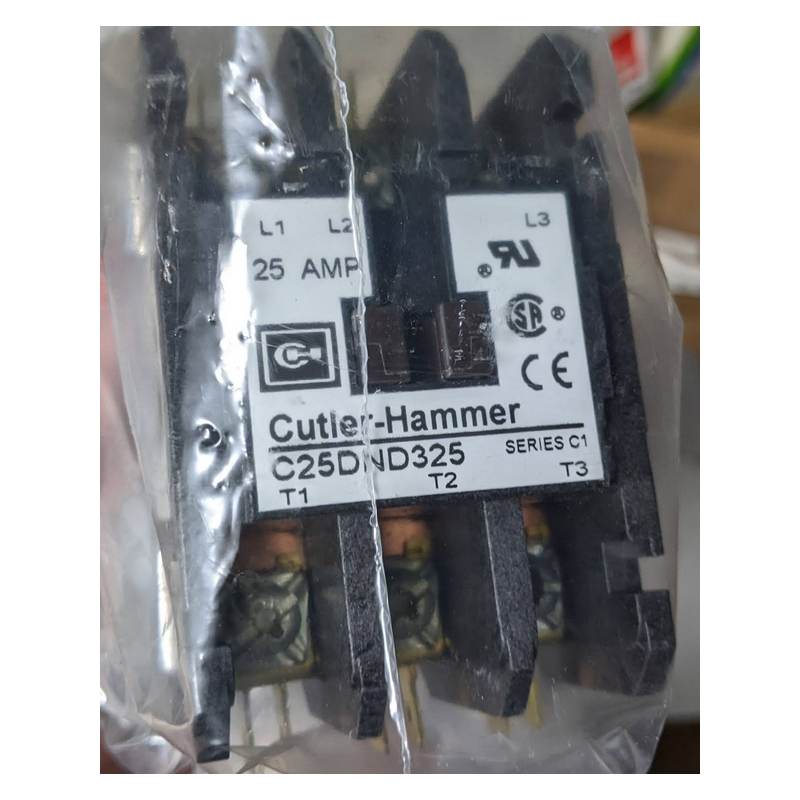 L1 L2 L3
25 AMP
Cutler-Hammer
C25DND325 SERIES C1
T1 T2 T3